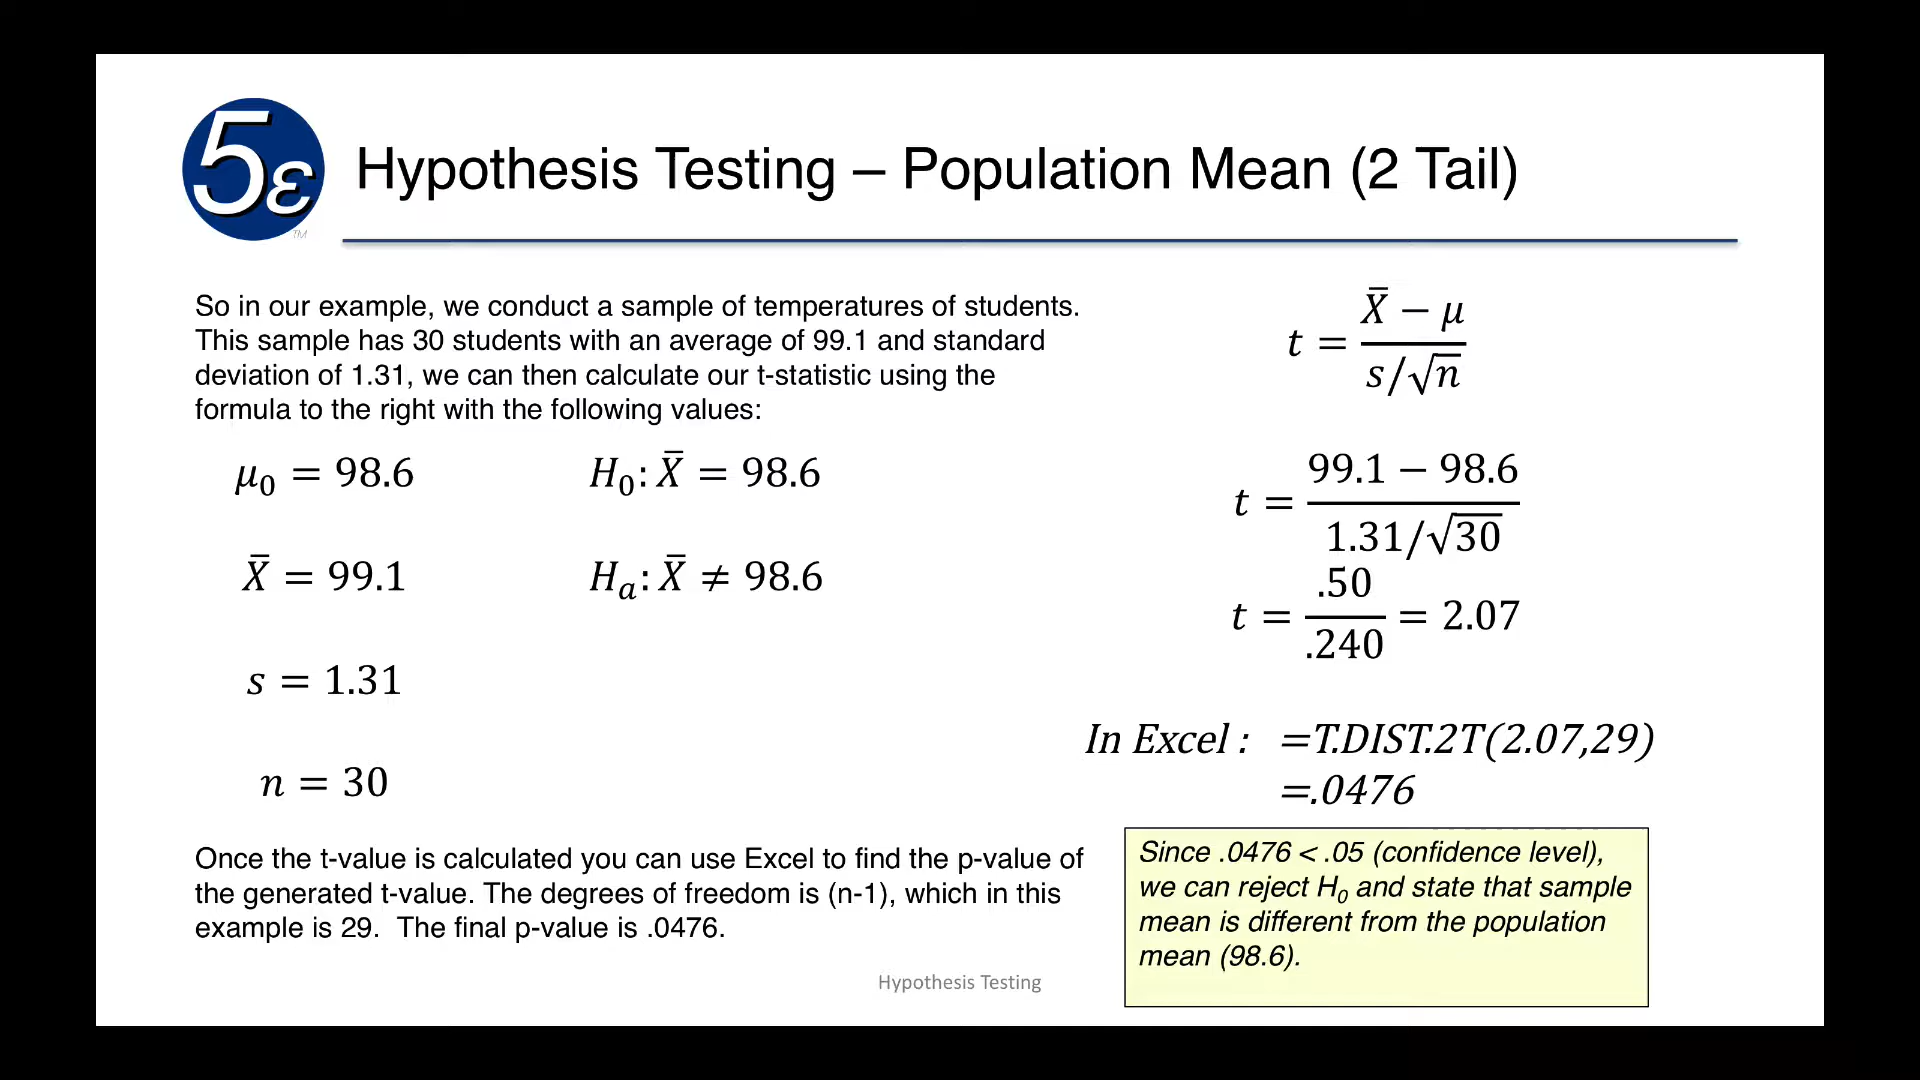 5ε
TM
Hypothesis Testing – Population Mean (2 Tail)
So in our example, we conduct a sample of temperatures of students.
This sample has 30 students with an average of 99.1 and standard
deviation of 1.31, we can then calculate our t-statistic using the
formula to the right with the following values:
μ₀ = 98.6
H₀: X̄ = 98.6
X̄ = 99.1
Hₐ: X̄ ≠ 98.6
s = 1.31
n = 30
Once the t-value is calculated you can use Excel to find the p-value of
the generated t-value. The degrees of freedom is (n-1), which in this
example is 29.  The final p-value is .0476.
t = (X̄ − μ) / (s/√n)
t = (99.1 − 98.6) / (1.31/√30)
t = .50 / .240 = 2.07
In Excel :  =T.DIST.2T(2.07,29)
=.0476
Since .0476 < .05 (confidence level),
we can reject H₀ and state that sample
mean is different from the population
mean (98.6).
Hypothesis Testing